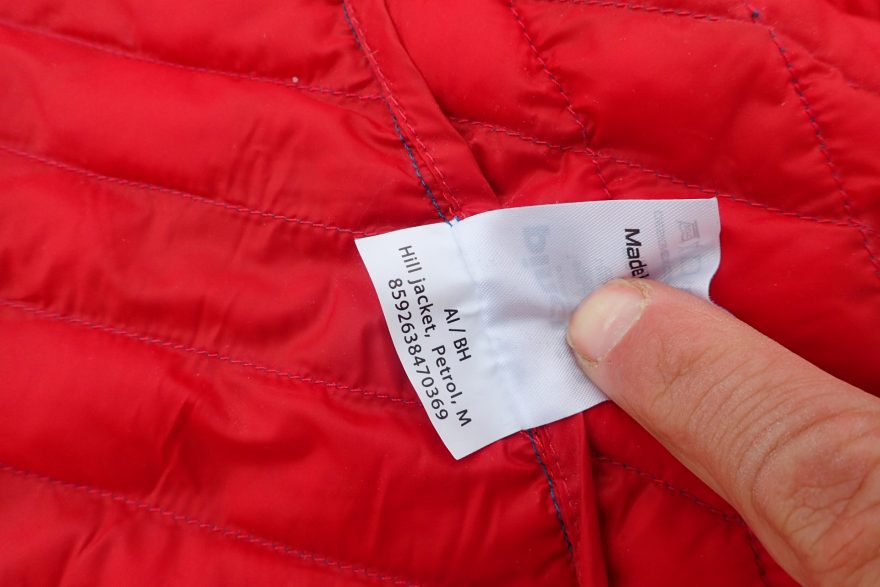 AI / BH
Hill jacket, Petrol, M
8592638470369
Made